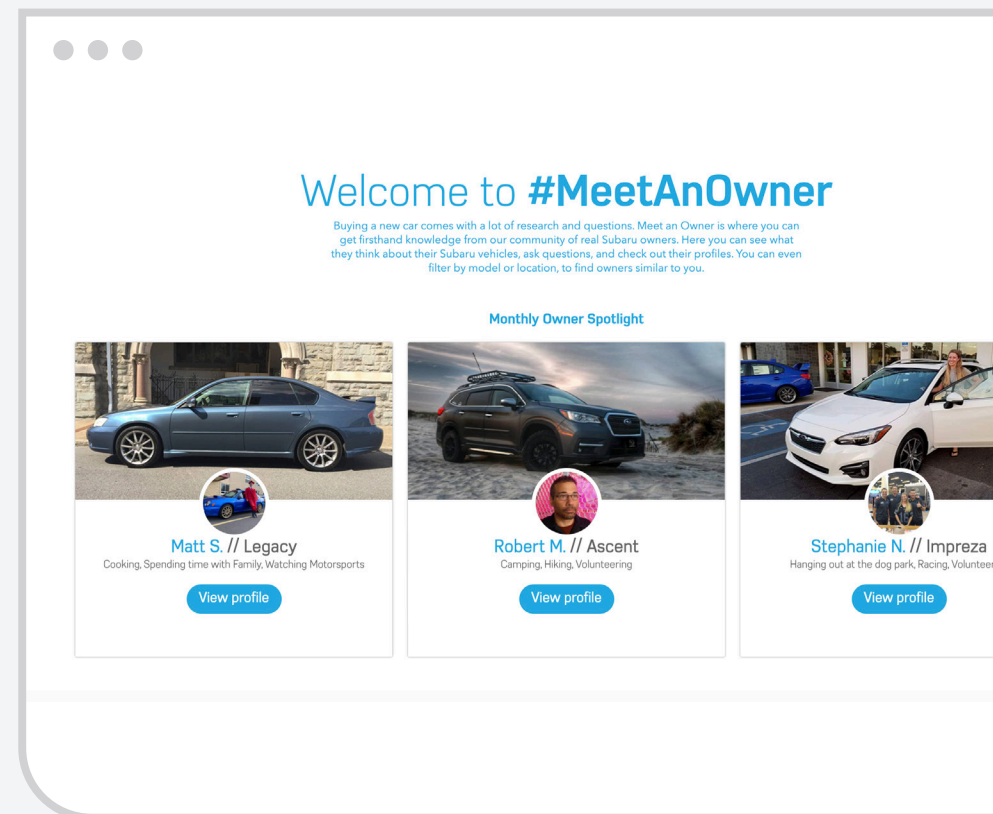 Welcome to #MeetAnOwner
Buying a new car comes with a lot of research and questions. Meet an Owner is where you can
get firsthand knowledge from our community of real Subaru owners. Here you can see what
they think about their Subaru vehicles, ask questions, and check out their profiles. You can even
filter by model or location, to find owners similar to you.
Monthly Owner Spotlight
Matt S. // Legacy
Cooking, Spending time with Family, Watching Motorsports
View profile
Robert M. // Ascent
Camping, Hiking, Volunteering
View profile
Stephanie N. // Impreza
Hanging out at the dog park, Racing, Volunteer
View profile